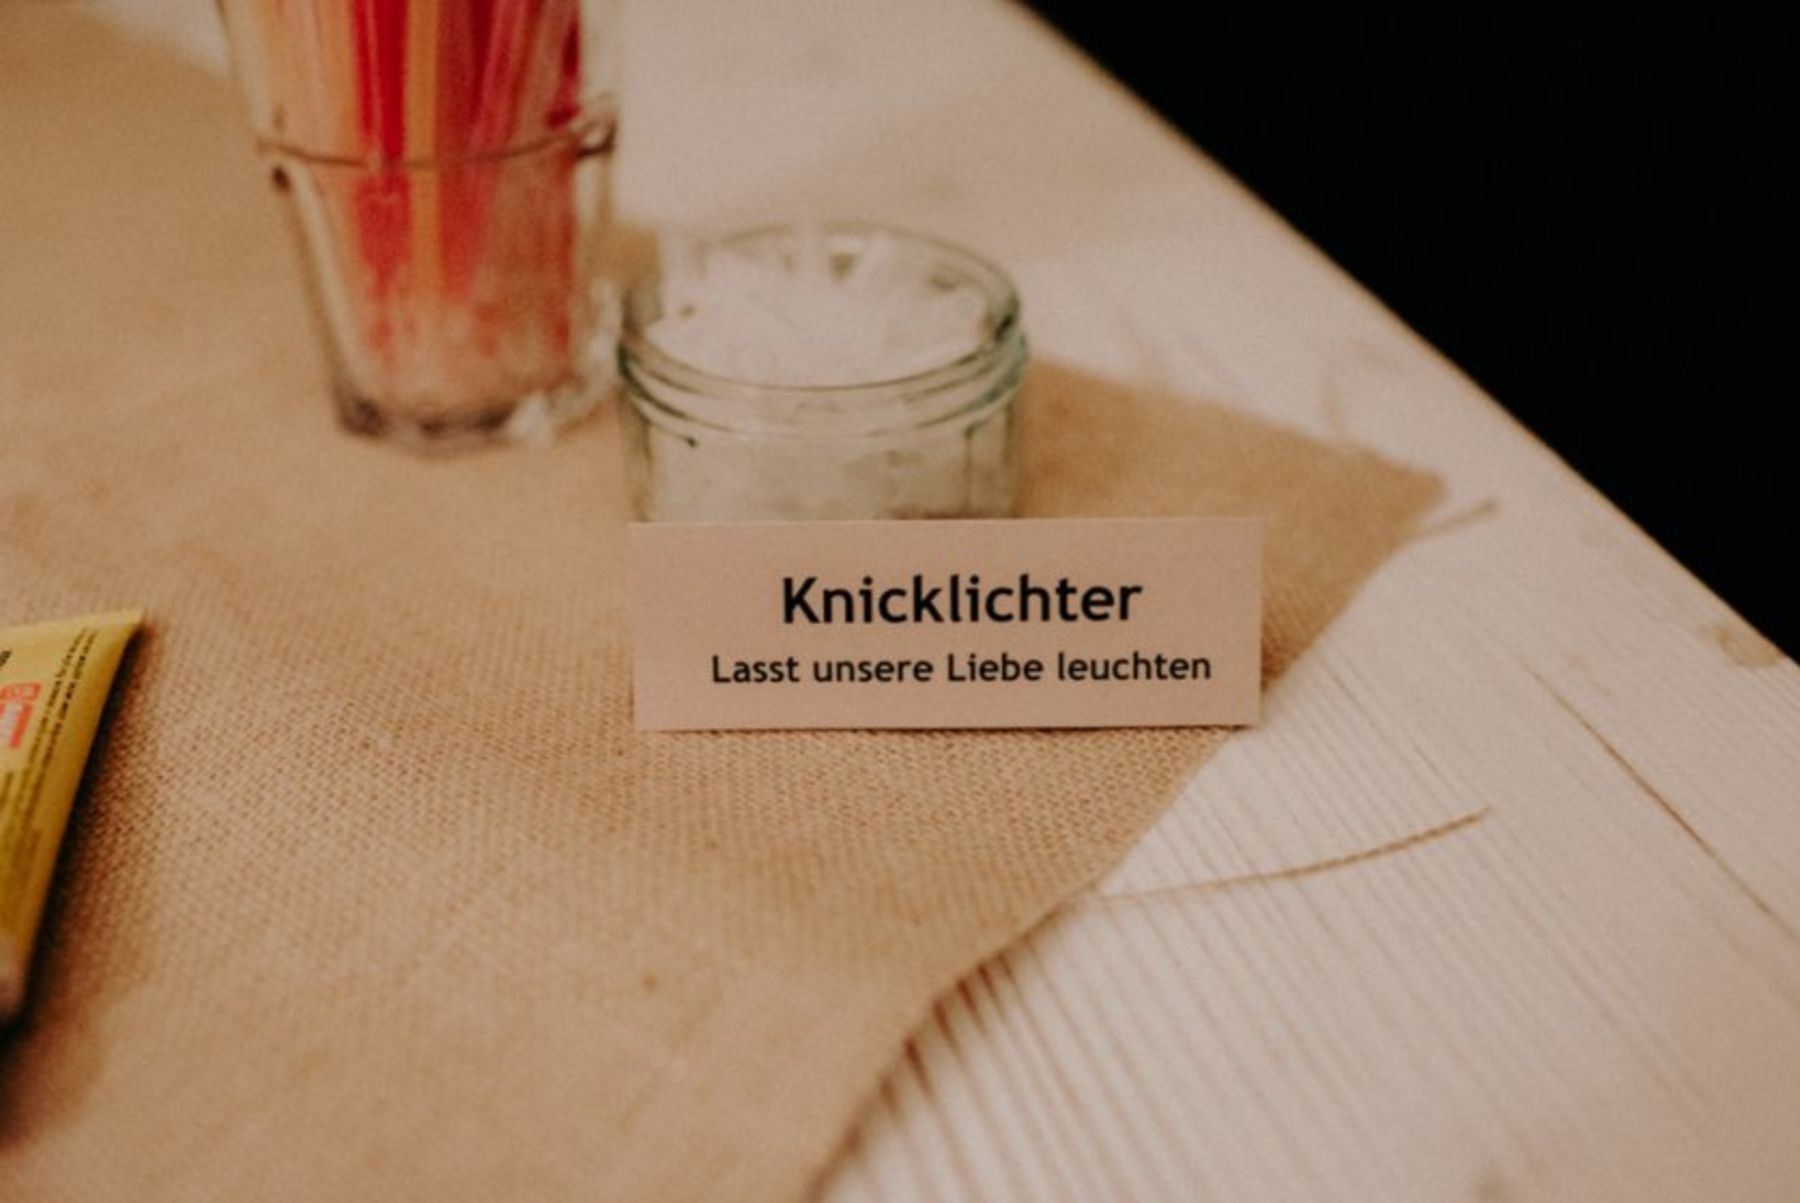 Knicklichter
Lasst unsere Liebe leuchten